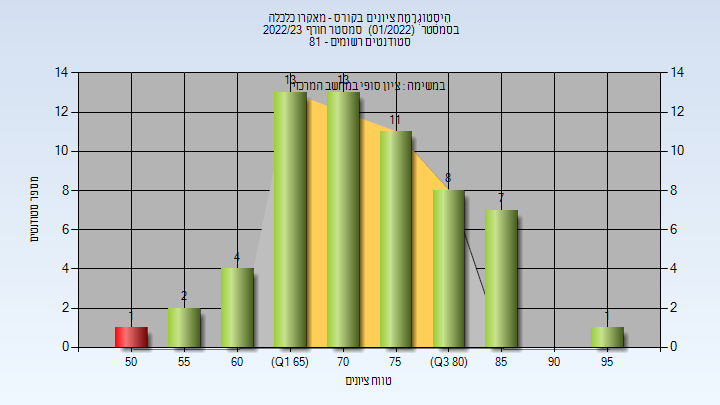 היסטוגרמת ציונים בקורס - מאקרו כלכלה
בסמסטר (01/2022) סמסטר חורף 2022/23
סטודנטים רשומים - 81
במשימה : ציון סופי במחשב המרכזי
מספר סטודנטים
14 14
12 12
10 10
8 8
6 6
4 4
2 2
0 0
1 2 4 13 13 11 8 7 1
50 55 60 (Q1 65) 70 75 (Q3 80) 85 90 95
טווח ציונים